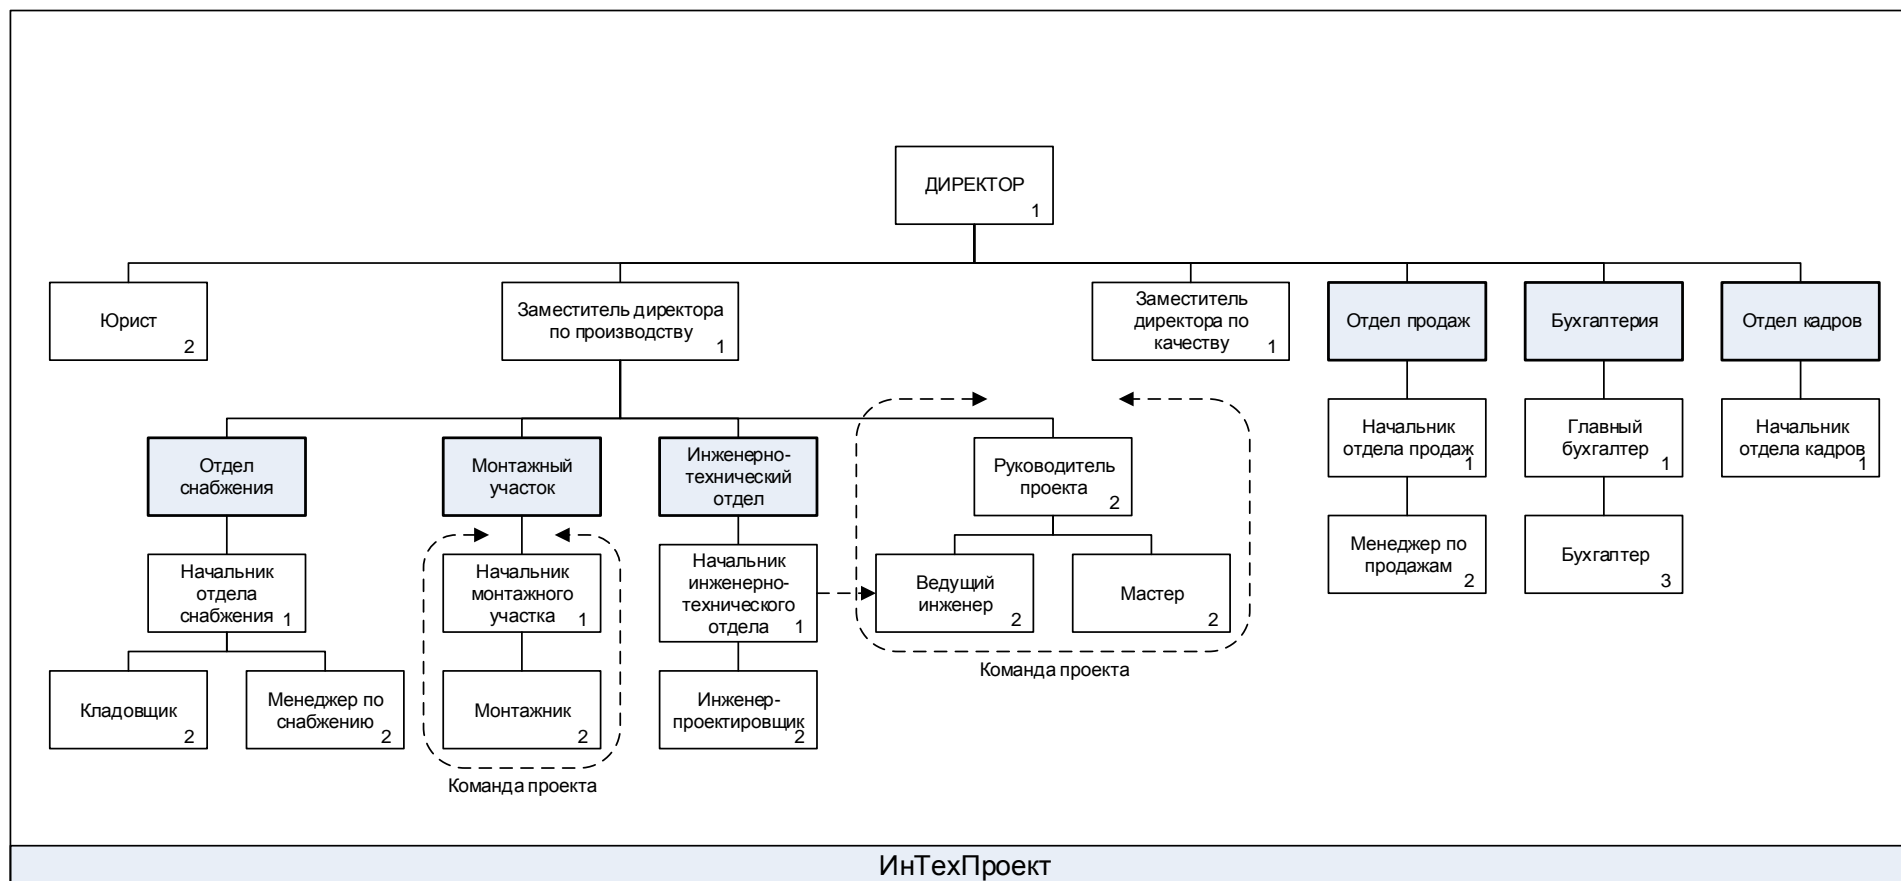 ДИРЕКТОР
1
Юрист
2
Заместитель директора
по производству
1
Заместитель
директора по
качеству
1
Отдел продаж
Бухгалтерия
Отдел кадров
Начальник
отдела продаж
1
Главный
бухгалтер
1
Начальник
отдела кадров
1
Отдел
снабжения
Монтажный
участок
Инженерно-
технический
отдел
Руководитель
проекта
2
Менеджер по
продажам
2
Бухгалтер
3
Начальник
отдела
снабжения
1
Начальник
монтажного
участка
1
Начальник
инженерно-
технического
отдела
1
Ведущий
инженер
2
Мастер
2
Команда проекта
Кладовщик
2
Менеджер по
снабжению
2
Монтажник
2
Инженер-
проектировщик
2
Команда проекта
ИнТехПроект